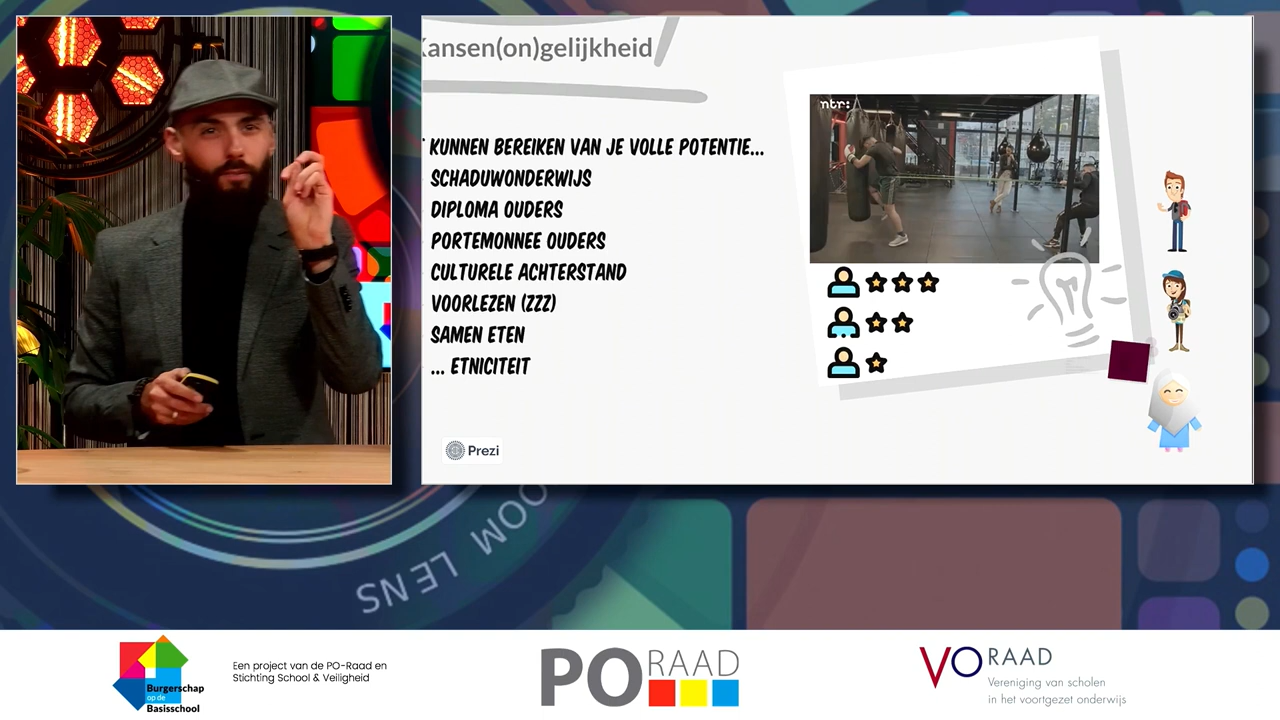 Kansen(on)gelijkheid
T KUNNEN BEREIKEN VAN JE VOLLE POTENTIE...
SCHADUWONDERWIJS
DIPLOMA OUDERS
PORTEMONNEE OUDERS
CULTURELE ACHTERSTAND
VOORLEZEN (ZZZ)
SAMEN ETEN
... ETNICITEIT
ntr:
Prezi
ZOOM LENS
Burgerschap
op de
Basisschool
Een project van de PO-Raad en
Stichting School & Veiligheid
PO RAAD
VO RAAD
Vereniging van scholen
in het voortgezet onderwijs